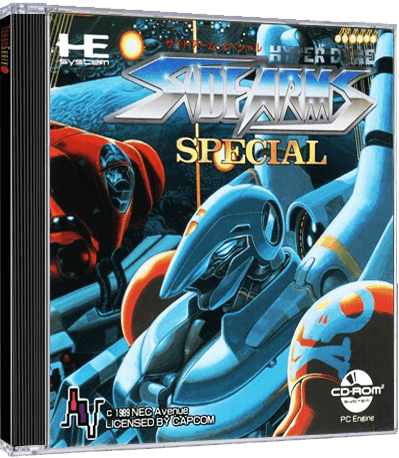 HE
system
サイドアーム・スペシャル
HYPER DYNE
SIDE ARMS
SPECIAL
c 1989 NEC Avenue
LICENSED BY CAPCOM
CD-ROM²
SYSTEM
PC Engine